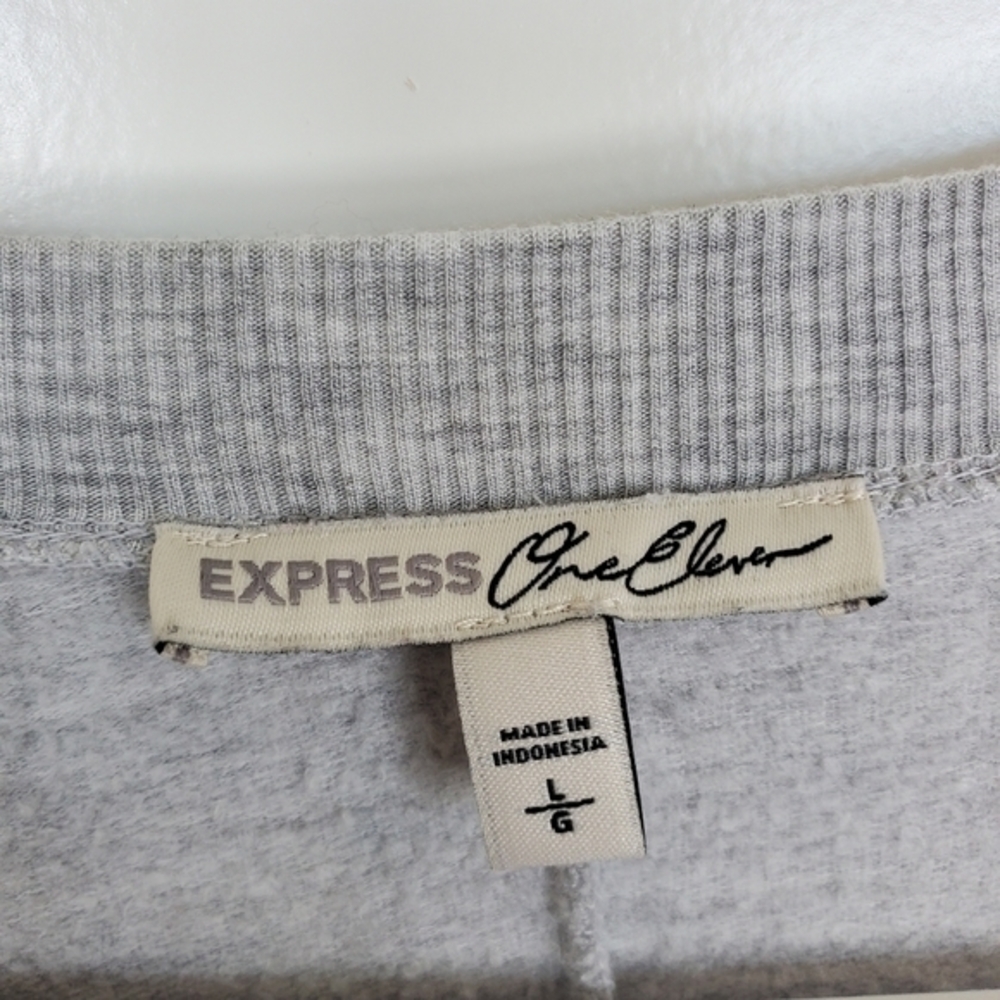 EXPRESS One Eleven
MADE IN
INDONESIA
L
G